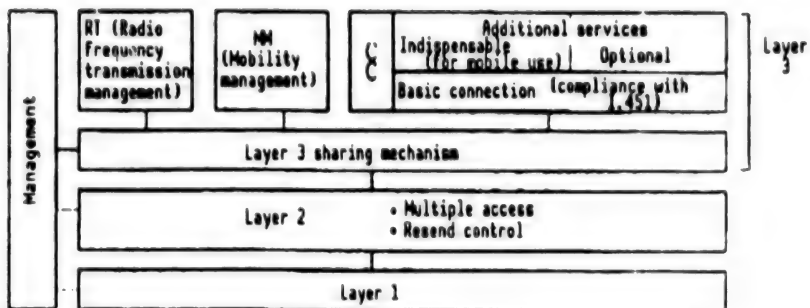 RT (Radio
Frequency
transmission
management)
MM
(Mobility
management)
CC
Additional services
Indispensable
(for mobile use)
Optional
Basic connection (compliance with
.451)
Layer
3
Management
Layer 3 sharing mechanism
Layer 2
• Multiple access
• Resend control
Layer 1